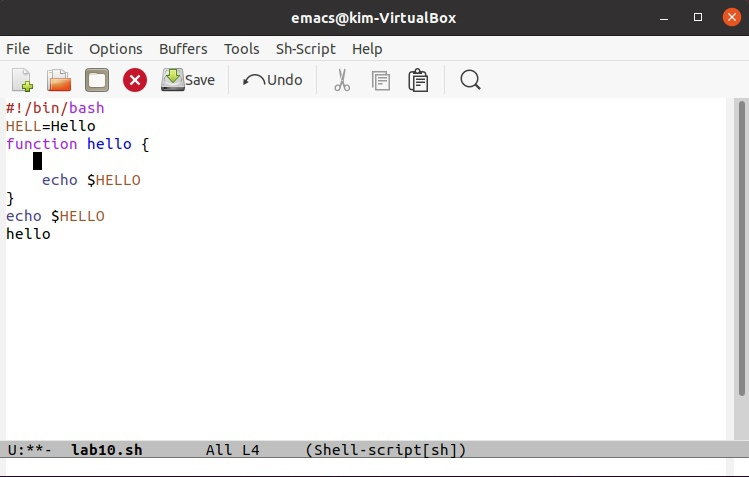 emacs@kim-VirtualBox
File Edit Options Buffers Tools Sh-Script Help
Save Undo
#!/bin/bash
HELL=Hello
function hello {
echo $HELLO
}
echo $HELLO
hello
U:**- lab10.sh All L4 (Shell-script[sh])